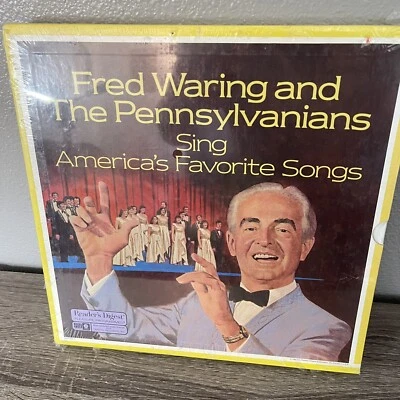 Fred Waring and
The Pennsylvanians
Sing
America's Favorite Songs
Reader's Digest